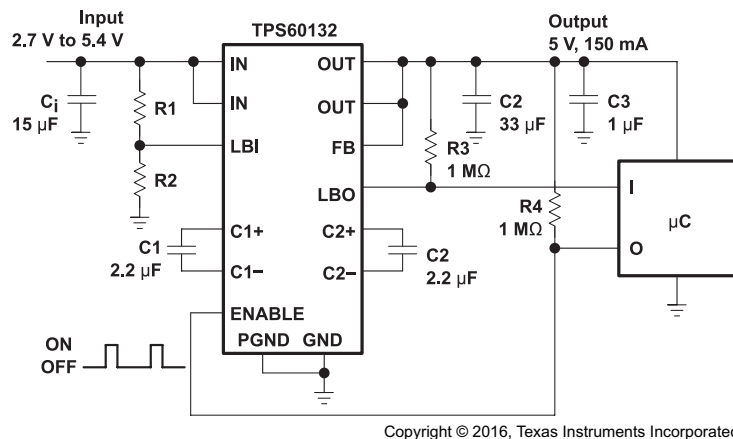 Input
2.7 V to 5.4 V
TPS60132
Output
5 V, 150 mA
IN
OUT
IN
OUT
Ci
15 µF
R1
C2
33 µF
C3
1 µF
LBI
FB
R3
1 MΩ
R2
LBO
I
R4
1 MΩ
µC
C1+
C2+
C1
2.2 µF
C2
2.2 µF
O
C1–
C2–
ENABLE
ON
OFF
PGND
GND
Copyright © 2016, Texas Instruments Incorporated